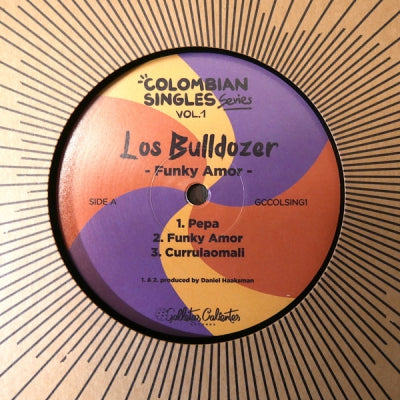 COLOMBIAN
SINGLES Series
VOL.1
Los Bulldozer
- Funky Amor -
SIDE A
GCCOLSING1
1. Pepa
2. Funky Amor
3. Currulaomali
1. & 2. produced by Daniel Haaksman
Galletas Calientes
RECORDS